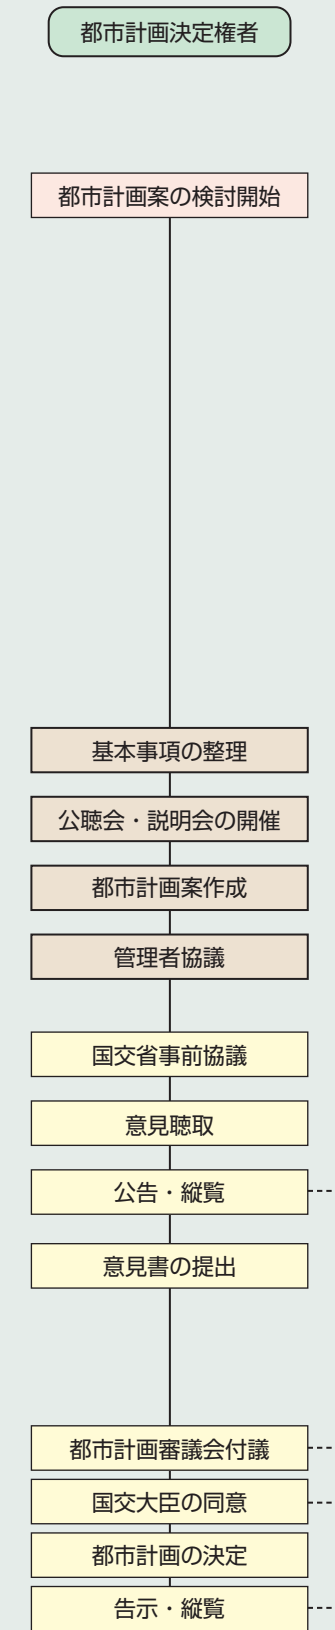 都市計画決定権者
都市計画案の検討開始
基本事項の整理
公聴会・説明会の開催
都市計画案作成
管理者協議
国交省事前協議
意見聴取
公告・縦覧
意見書の提出
都市計画審議会付議
国交大臣の同意
都市計画の決定
告示・縦覧